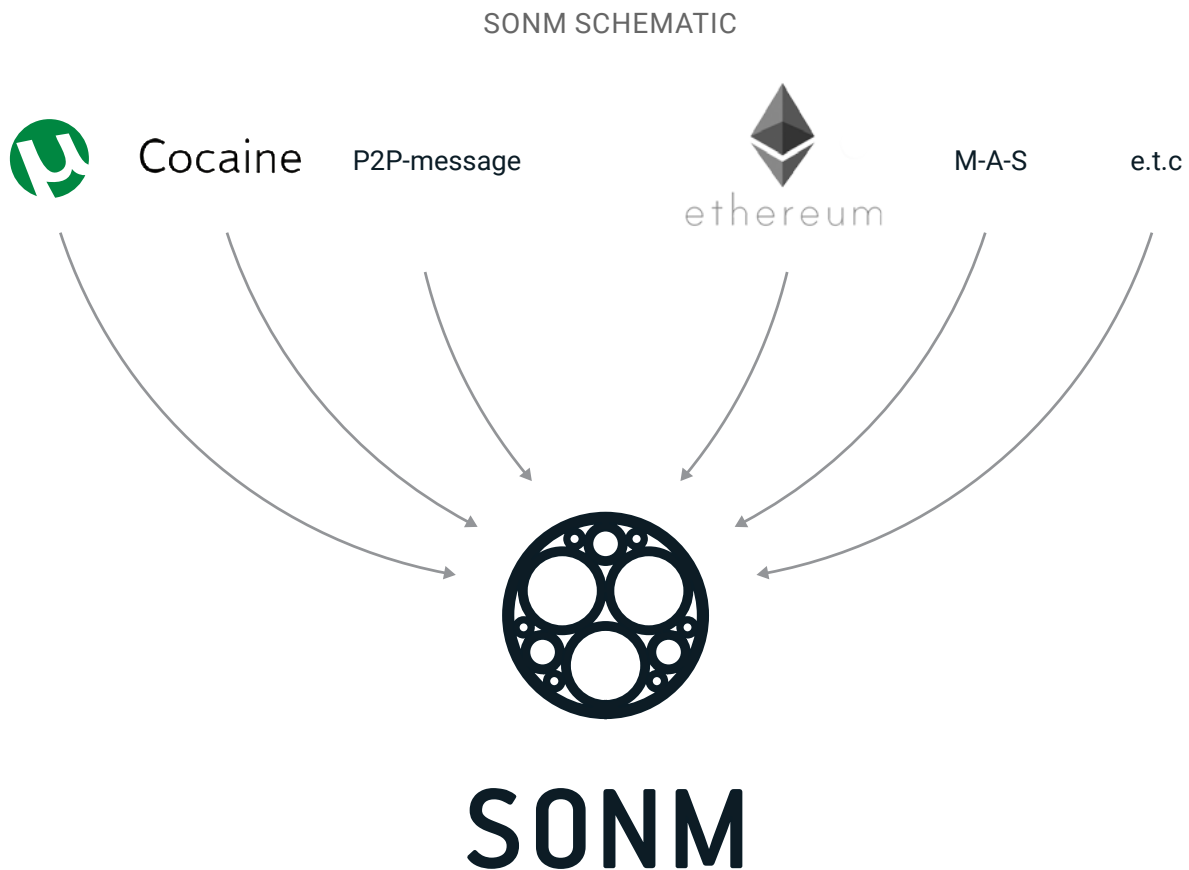 SONM SCHEMATIC
µ
Cocaine
P2P-message
ethereum
M-A-S
e.t.c
SONM